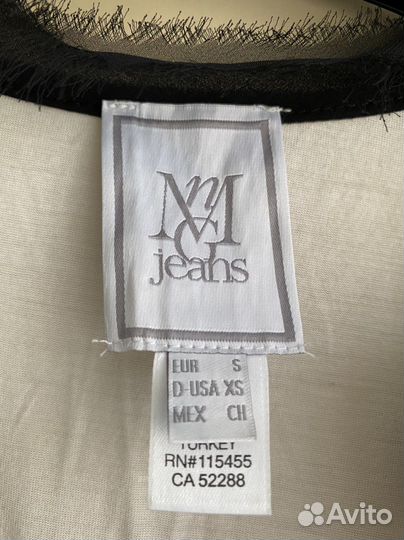 jeans
EUR S
D-USA XS
MEX CH
TURKEY
RN#115455
CA 52288
Avito